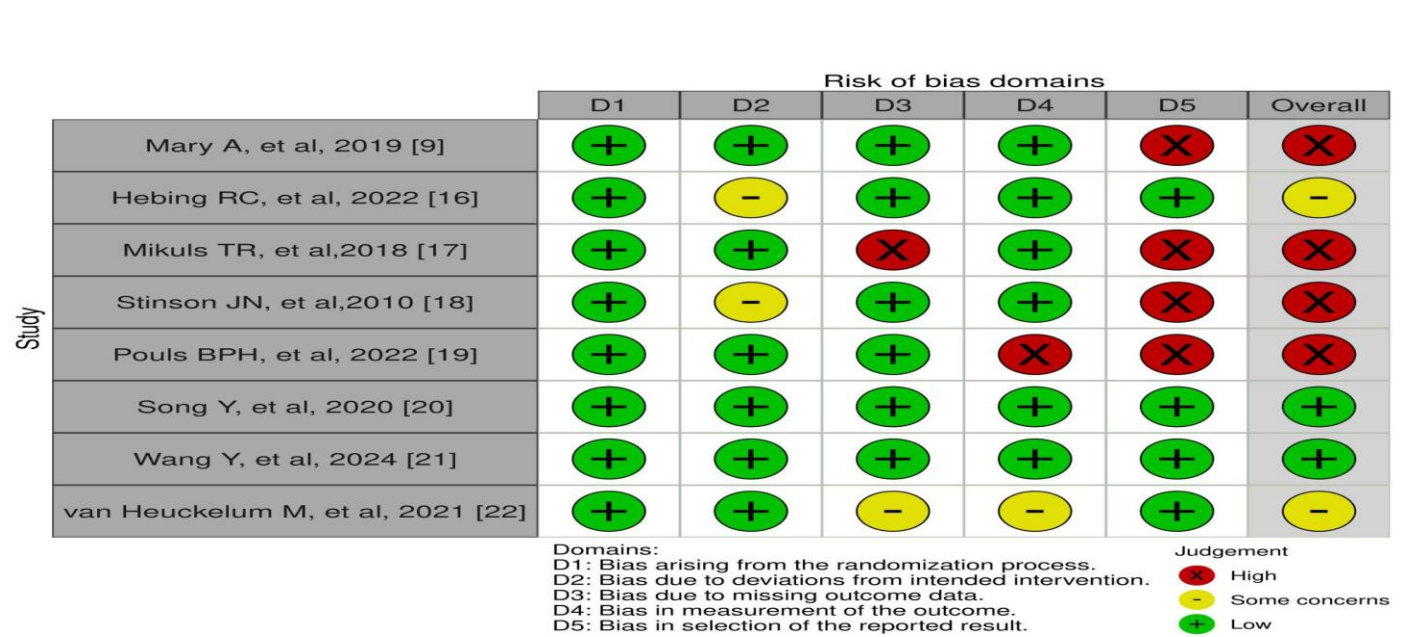 Risk of bias domains
D1 D2 D3 D4 D5 Overall
Study
Mary A, et al, 2019 [9] + + + + X X
Hebing RC, et al, 2022 [16] + - + + + -
Mikuls TR, et al,2018 [17] + + X + X X
Stinson JN, et al,2010 [18] + - + + X X
Pouls BPH, et al, 2022 [19] + + + X X X
Song Y, et al, 2020 [20] + + + + + +
Wang Y, et al, 2024 [21] + + + + + +
van Heuckelum M, et al, 2021 [22] + + - - + -
Domains:
D1: Bias arising from the randomization process.
D2: Bias due to deviations from intended intervention.
D3: Bias due to missing outcome data.
D4: Bias in measurement of the outcome.
D5: Bias in selection of the reported result.
Judgement
X High
- Some concerns
+ Low